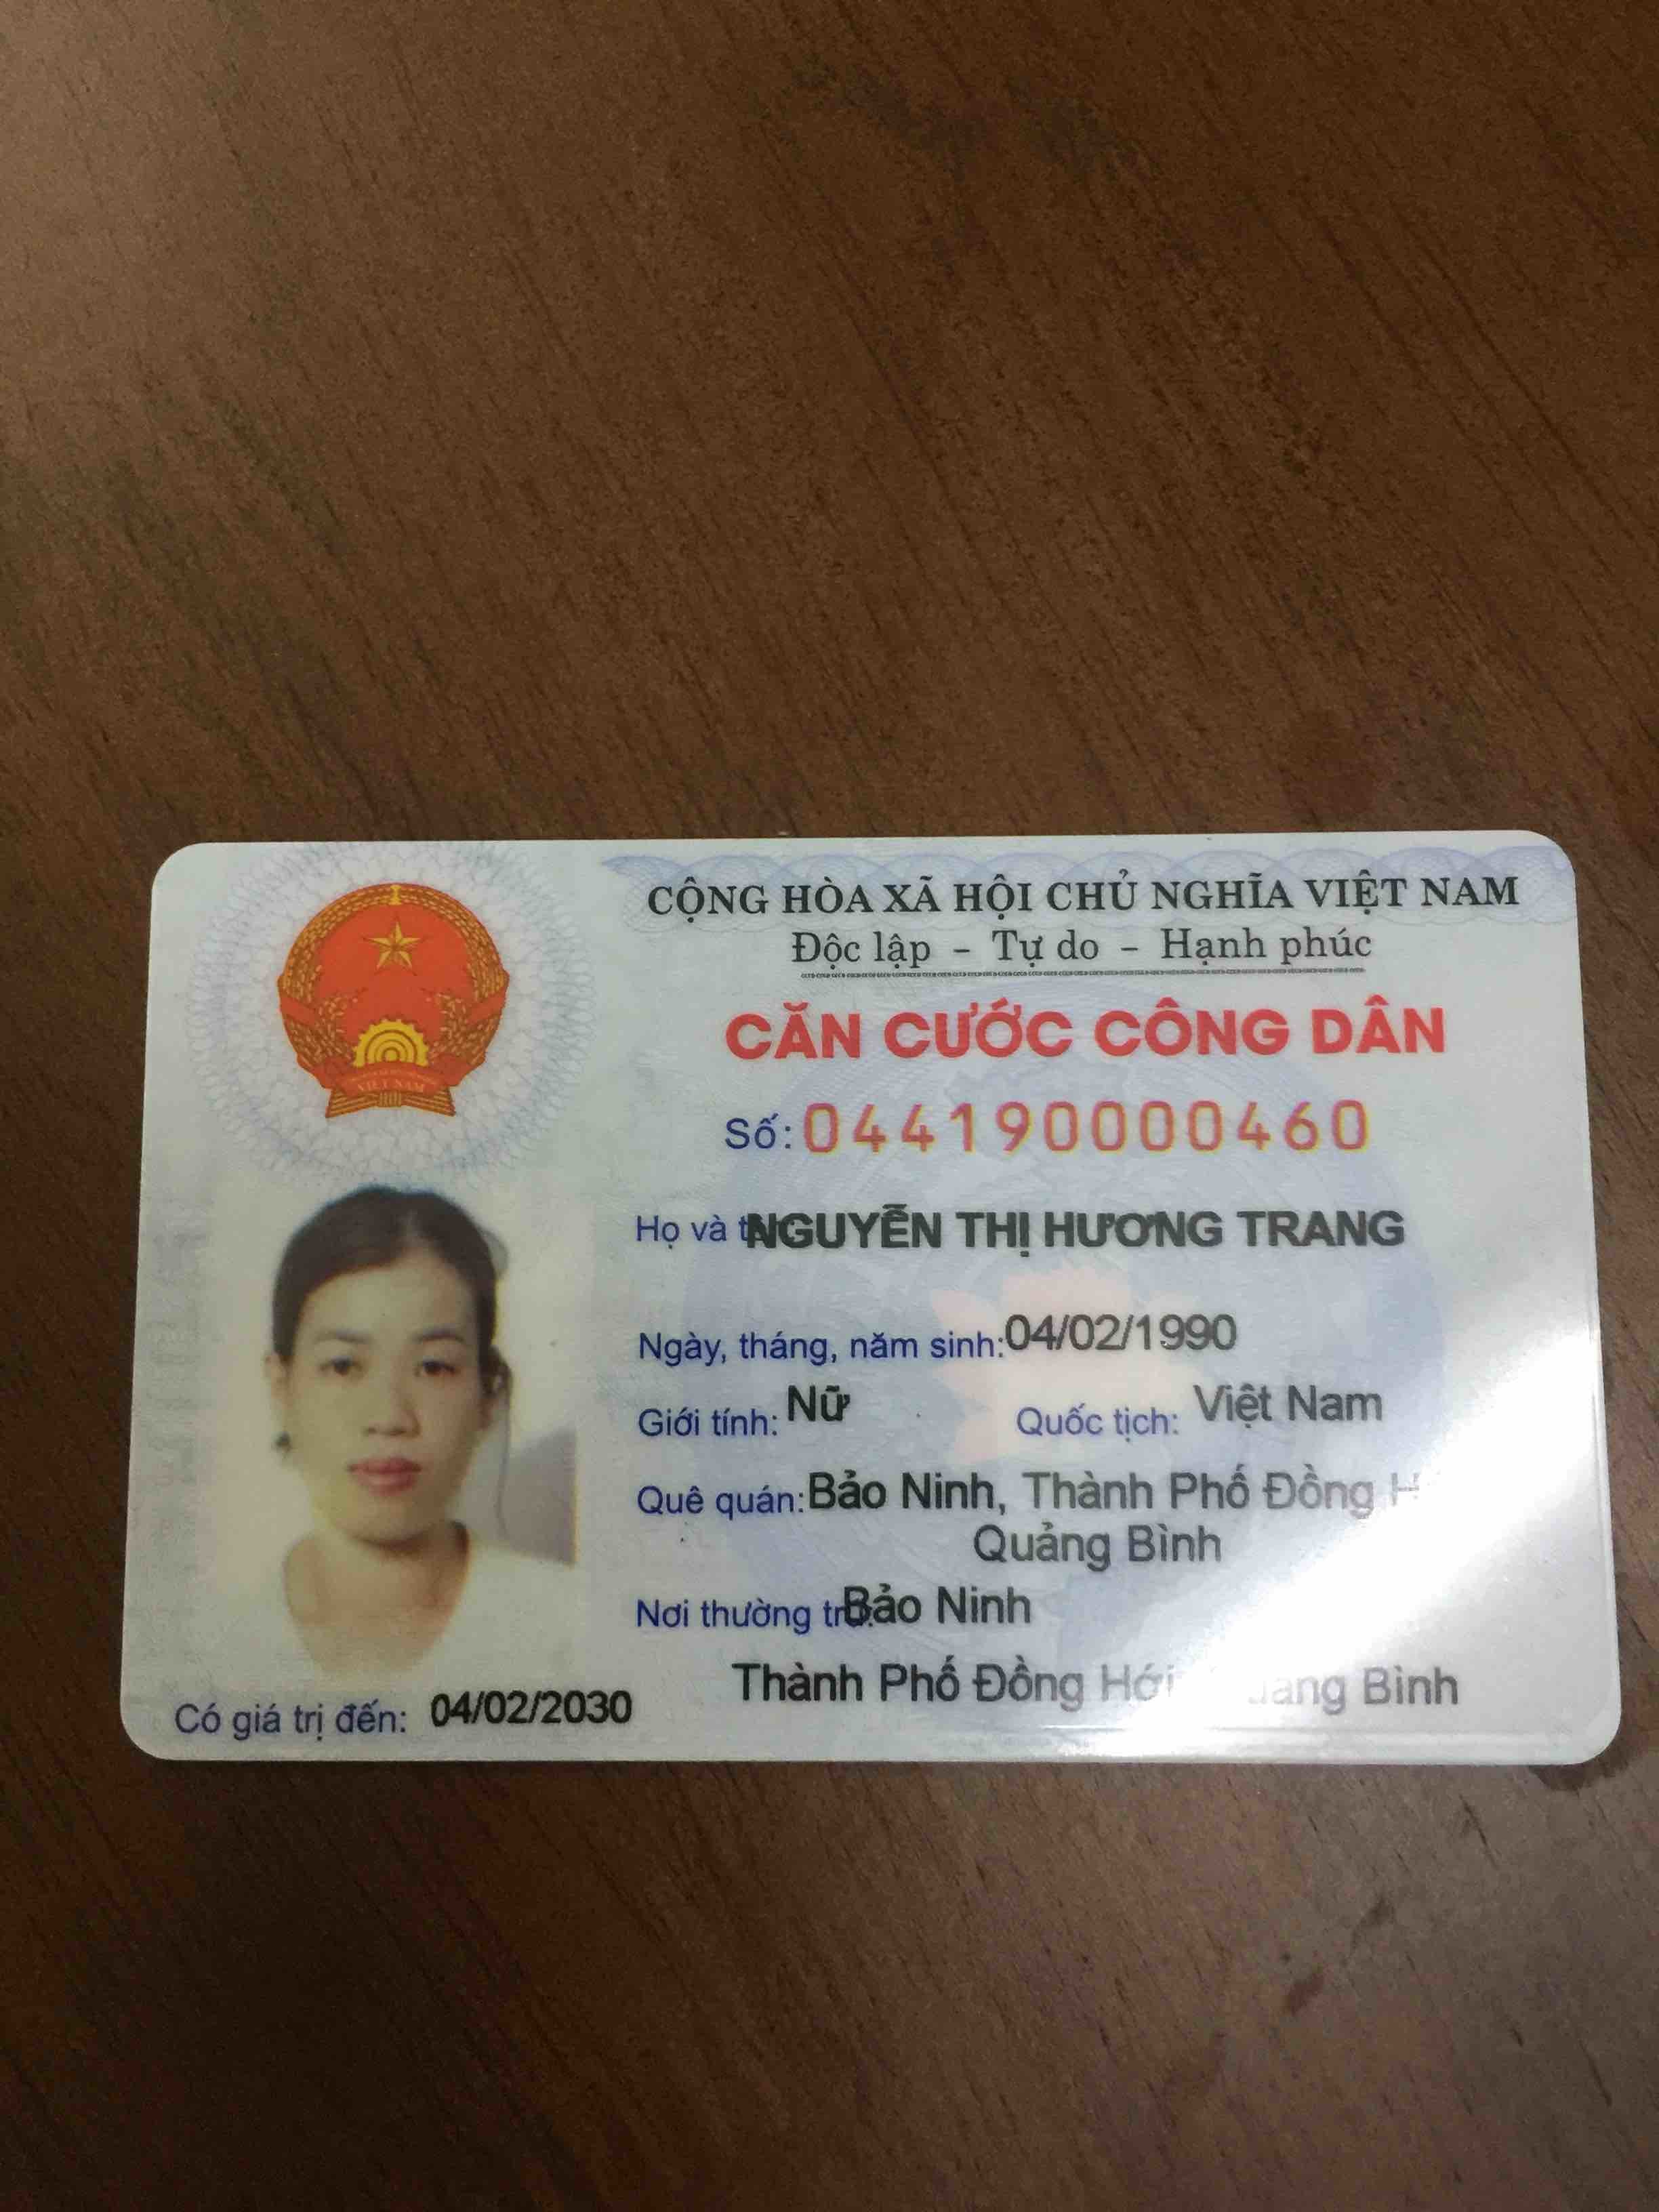 CỘNG HÒA XÃ HỘI CHỦ NGHĨA VIỆT NAM
Độc lập - Tự do - Hạnh phúc
CĂN CƯỚC CÔNG DÂN
VIỆT NAM
Số: 044190000460
Họ và NGUYỄN THỊ HƯƠNG TRANG
Ngày, tháng, năm sinh: 04/02/1990
Giới tính: Nữ Quốc tịch: Việt Nam
Quê quán: Bảo Ninh, Thành Phố Đồng
Quảng Bình
Nơi thường Bảo Ninh
Thành Phố Đồng Hới Bình
Có giá trị đến: 04/02/2030